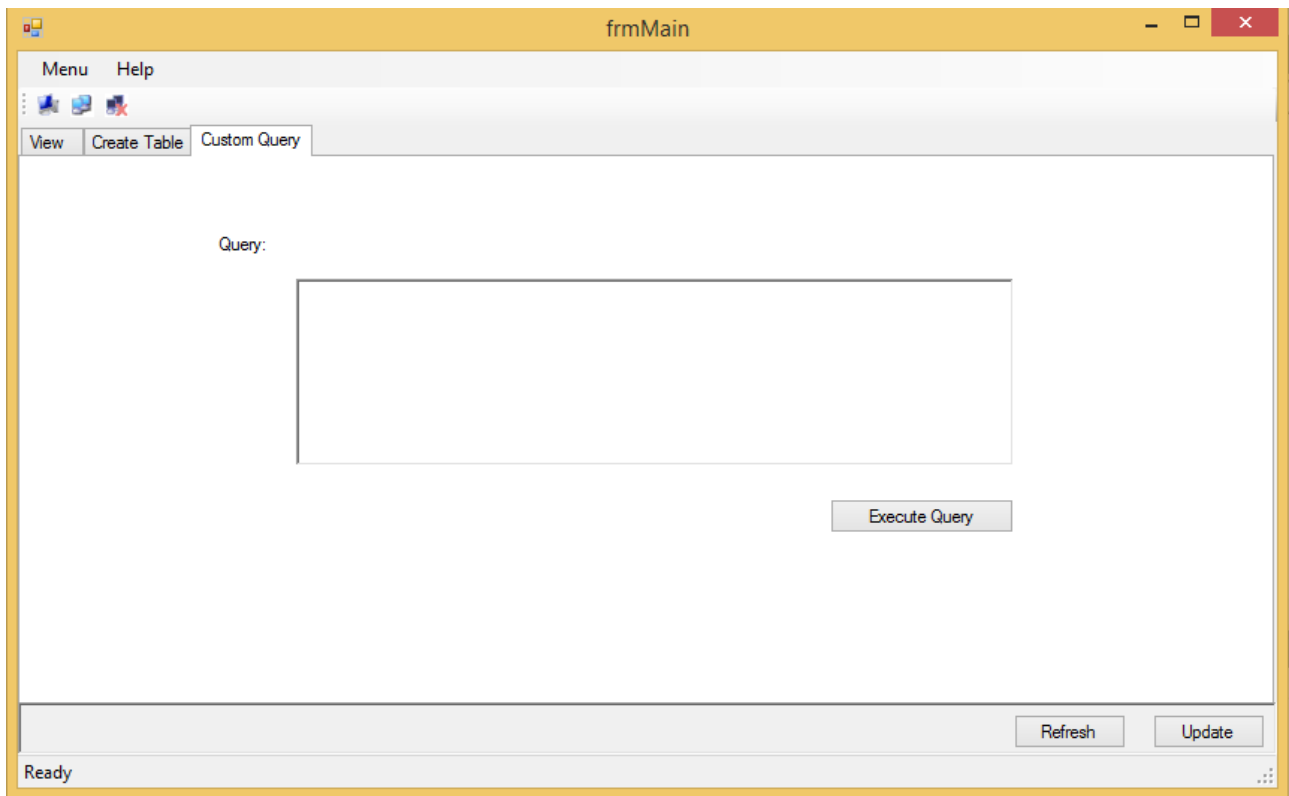 frmMain
Menu Help
View Create Table Custom Query
Query:
Execute Query
Refresh Update
Ready